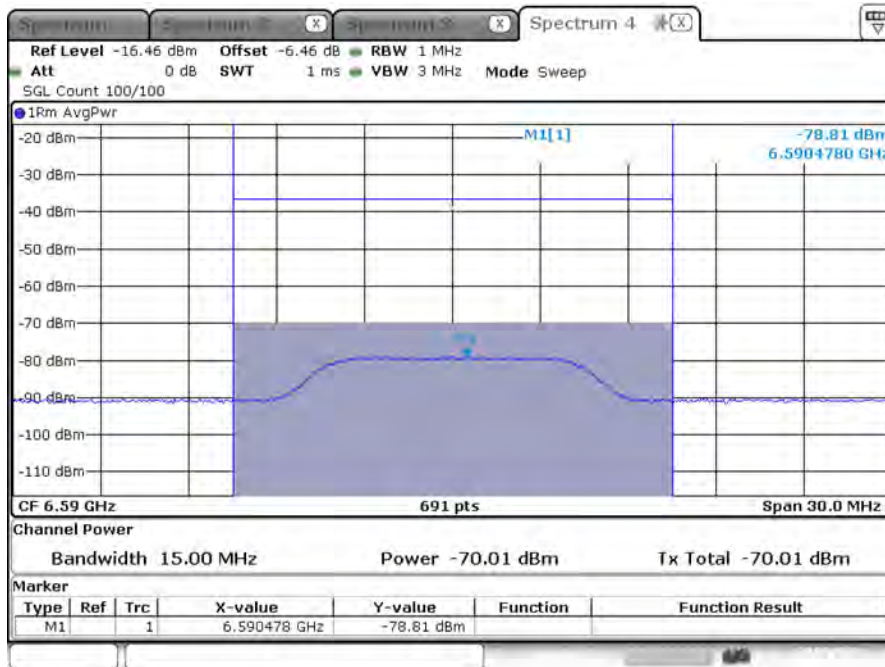 Spectrum 4
Ref Level -16.46 dBm Offset -6.46 dB RBW 1 MHz
Att 0 dB SWT 1 ms VBW 3 MHz Mode Sweep
SGL Count 100/100
1Rm AvgPwr
M1[1] -78.81 dBm
6.5904780 GHz
-20 dBm
-30 dBm
-40 dBm
-50 dBm
-60 dBm
-70 dBm
-80 dBm
-90 dBm
-100 dBm
-110 dBm
CF 6.59 GHz 691 pts Span 30.0 MHz
Channel Power
Bandwidth 15.00 MHz Power -70.01 dBm Tx Total -70.01 dBm
Marker
Type Ref Trc X-value Y-value Function Function Result
M1 1 6.590478 GHz -78.81 dBm